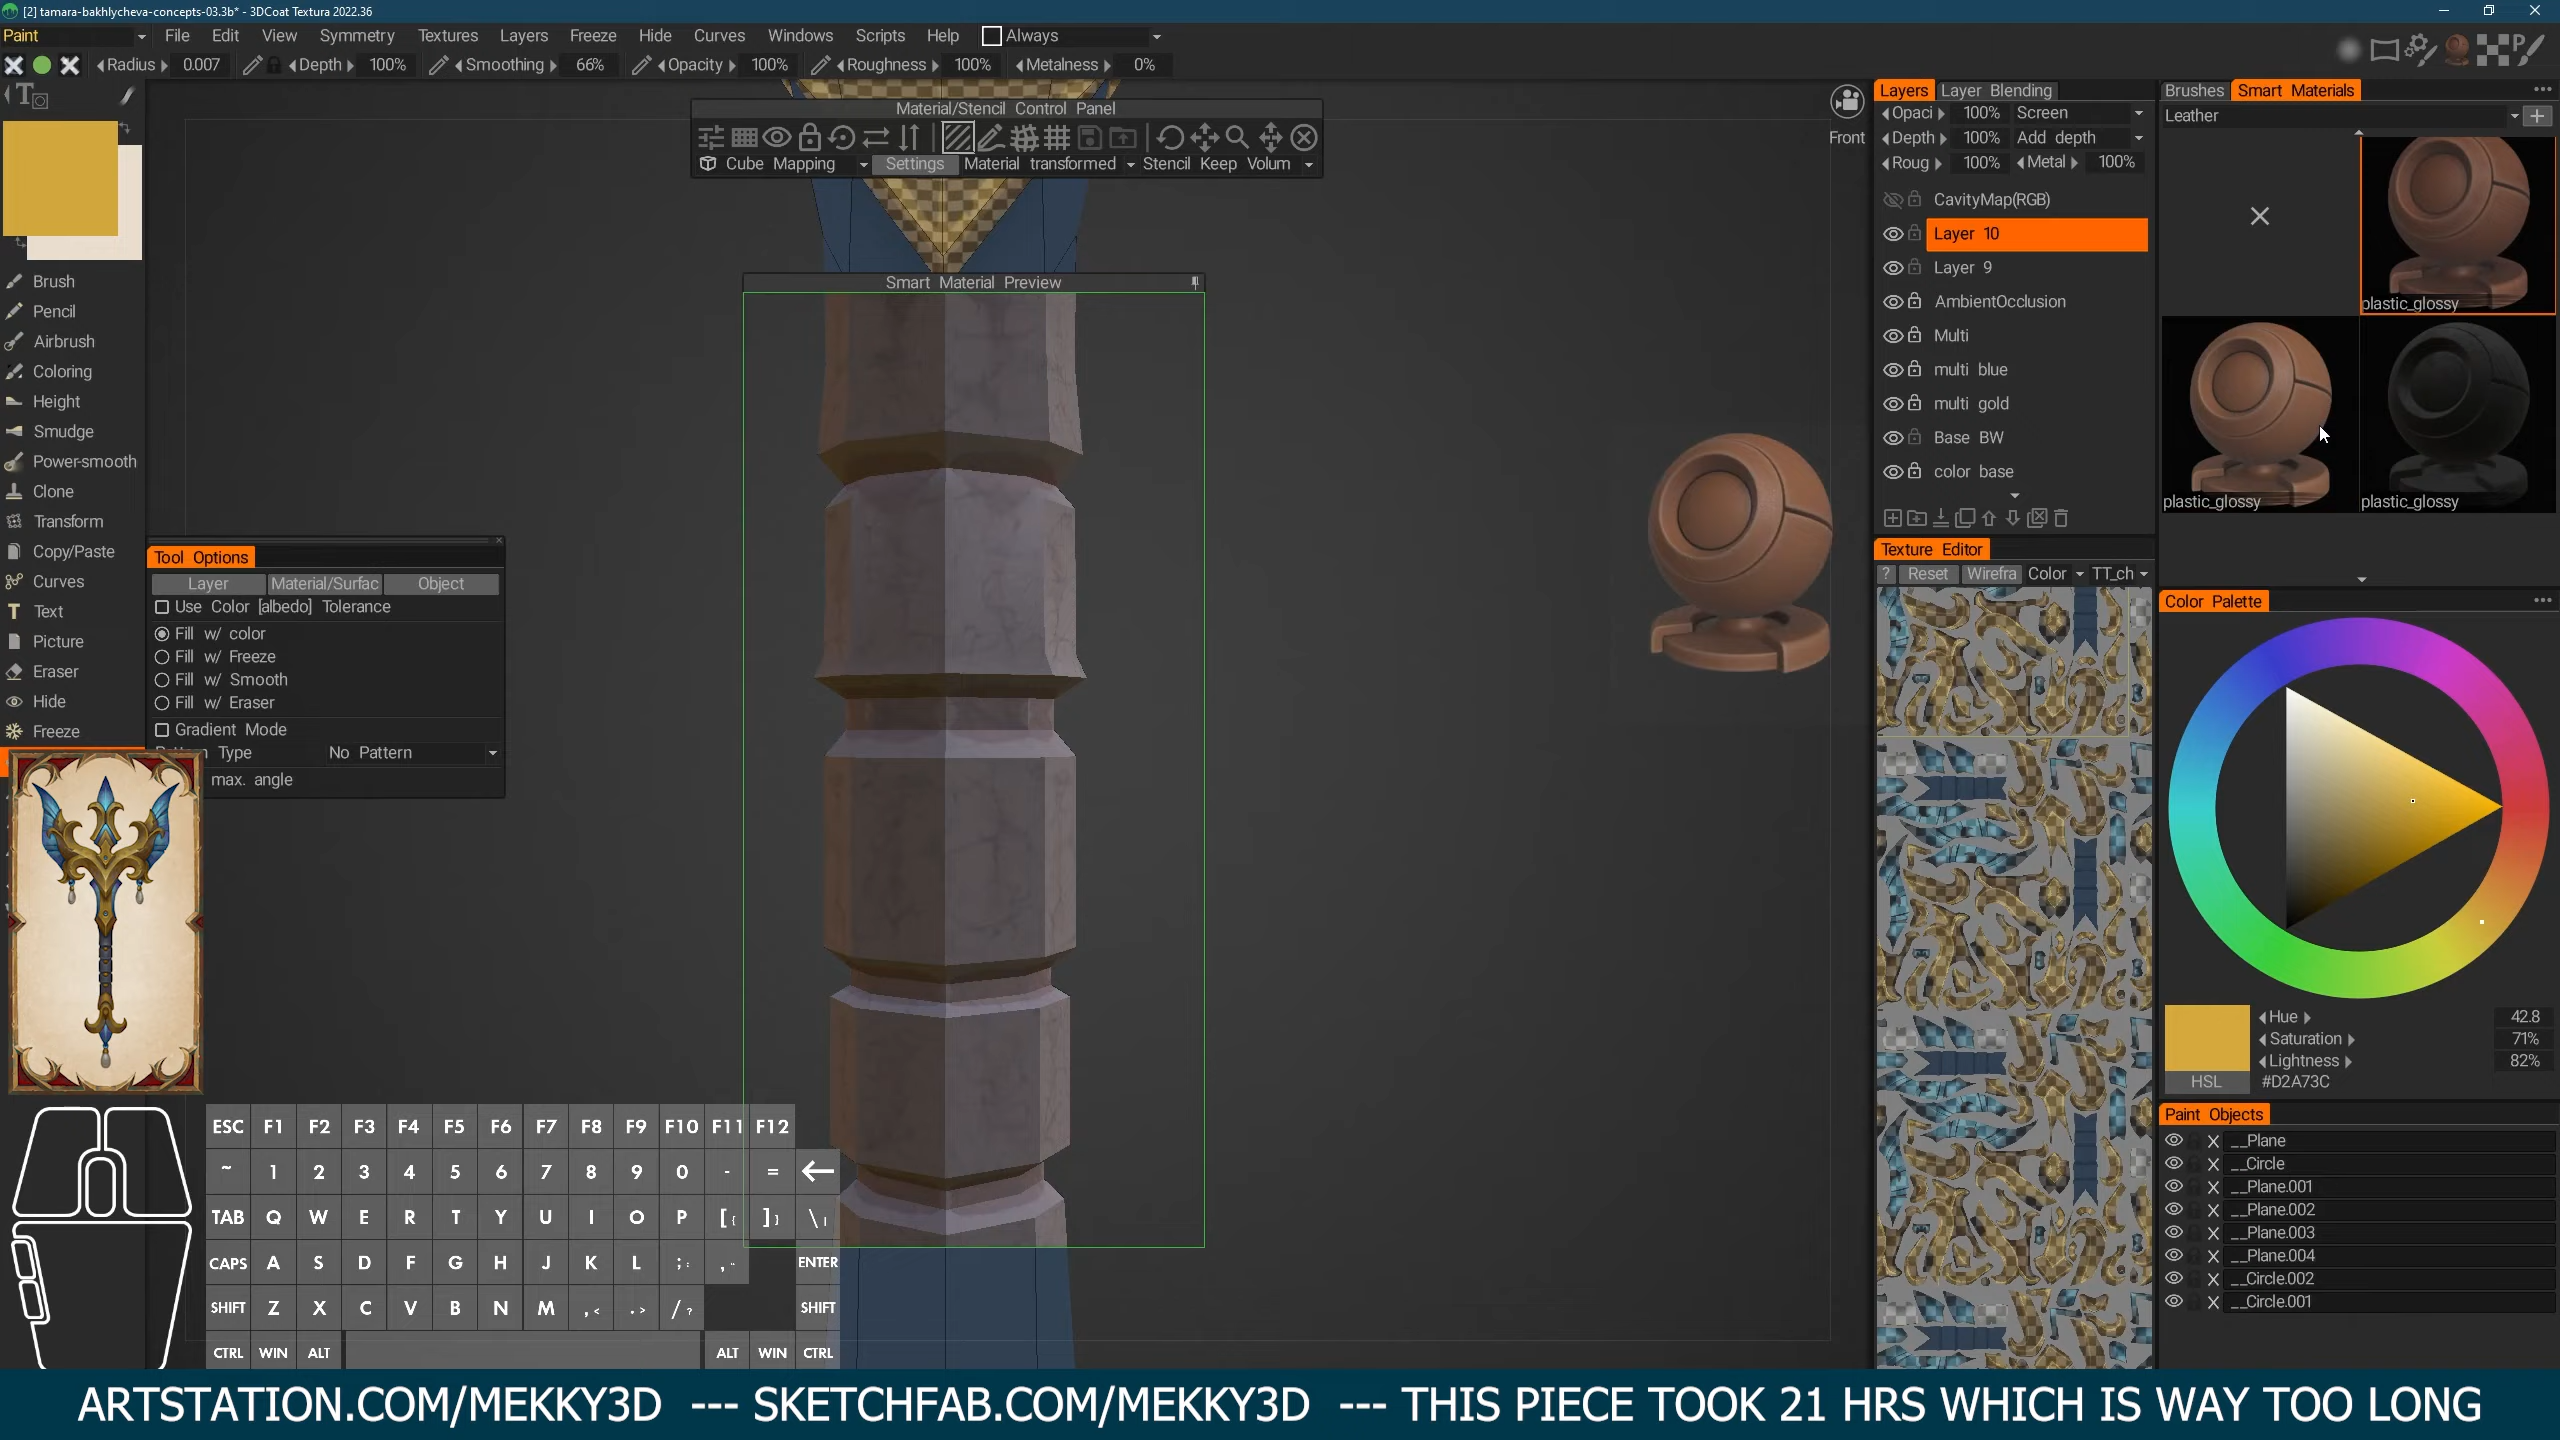 [2] tamara-bakhlycheva-concepts-03.3b* - 3DCoat Textura 2022.36
Paint File Edit View Symmetry Textures Layers Freeze Hide Curves Windows Scripts Help Always
Radius 0.007 Depth 100% Smoothing 66% Opacity 100% Roughness 100% Metalness 0%
Material/Stencil Control Panel
Cube Mapping Settings Material transformed Stencil Keep Volum
Front
Smart Material Preview
Brush
Pencil
Airbrush
Coloring
Height
Smudge
Power-smooth
Clone
Transform
Copy/Paste
Curves
Text
Picture
Eraser
Hide
Freeze
Tool Options
Layer Material/Surfac Object
Use Color [albedo] Tolerance
Fill w/ color
Fill w/ Freeze
Fill w/ Smooth
Fill w/ Eraser
Gradient Mode
Type No Pattern
max. angle
Layers Layer Blending
Opaci 100% Screen
Depth 100% Add depth
Roug 100% Metal 100%
CavityMap(RGB)
Layer 10
Layer 9
AmbientOcclusion
Multi
multi blue
multi gold
Base BW
color base
Texture Editor
? Reset Wirefra Color TT_ch
Brushes Smart Materials
Leather
plastic_glossy
plastic_glossy plastic_glossy
Color Palette
Hue 42.8
Saturation 71%
Lightness 82%
HSL #D2A73C
Paint Objects
X __Plane
X __Circle
X __Plane.001
X __Plane.002
X __Plane.003
X __Plane.004
X __Circle.002
X __Circle.001
ESC F1 F2 F3 F4 F5 F6 F7 F8 F9 F10 F11 F12
~ 1 2 3 4 5 6 7 8 9 0 - =
TAB Q W E R T Y U I O P [{ ]} \|
CAPS A S D F G H J K L ;: ," ENTER
SHIFT Z X C V B N M ,< .> /? SHIFT
CTRL WIN ALT ALT WIN CTRL
ARTSTATION.COM/MEKKY3D --- SKETCHFAB.COM/MEKKY3D --- THIS PIECE TOOK 21 HRS WHICH IS WAY TOO LONG